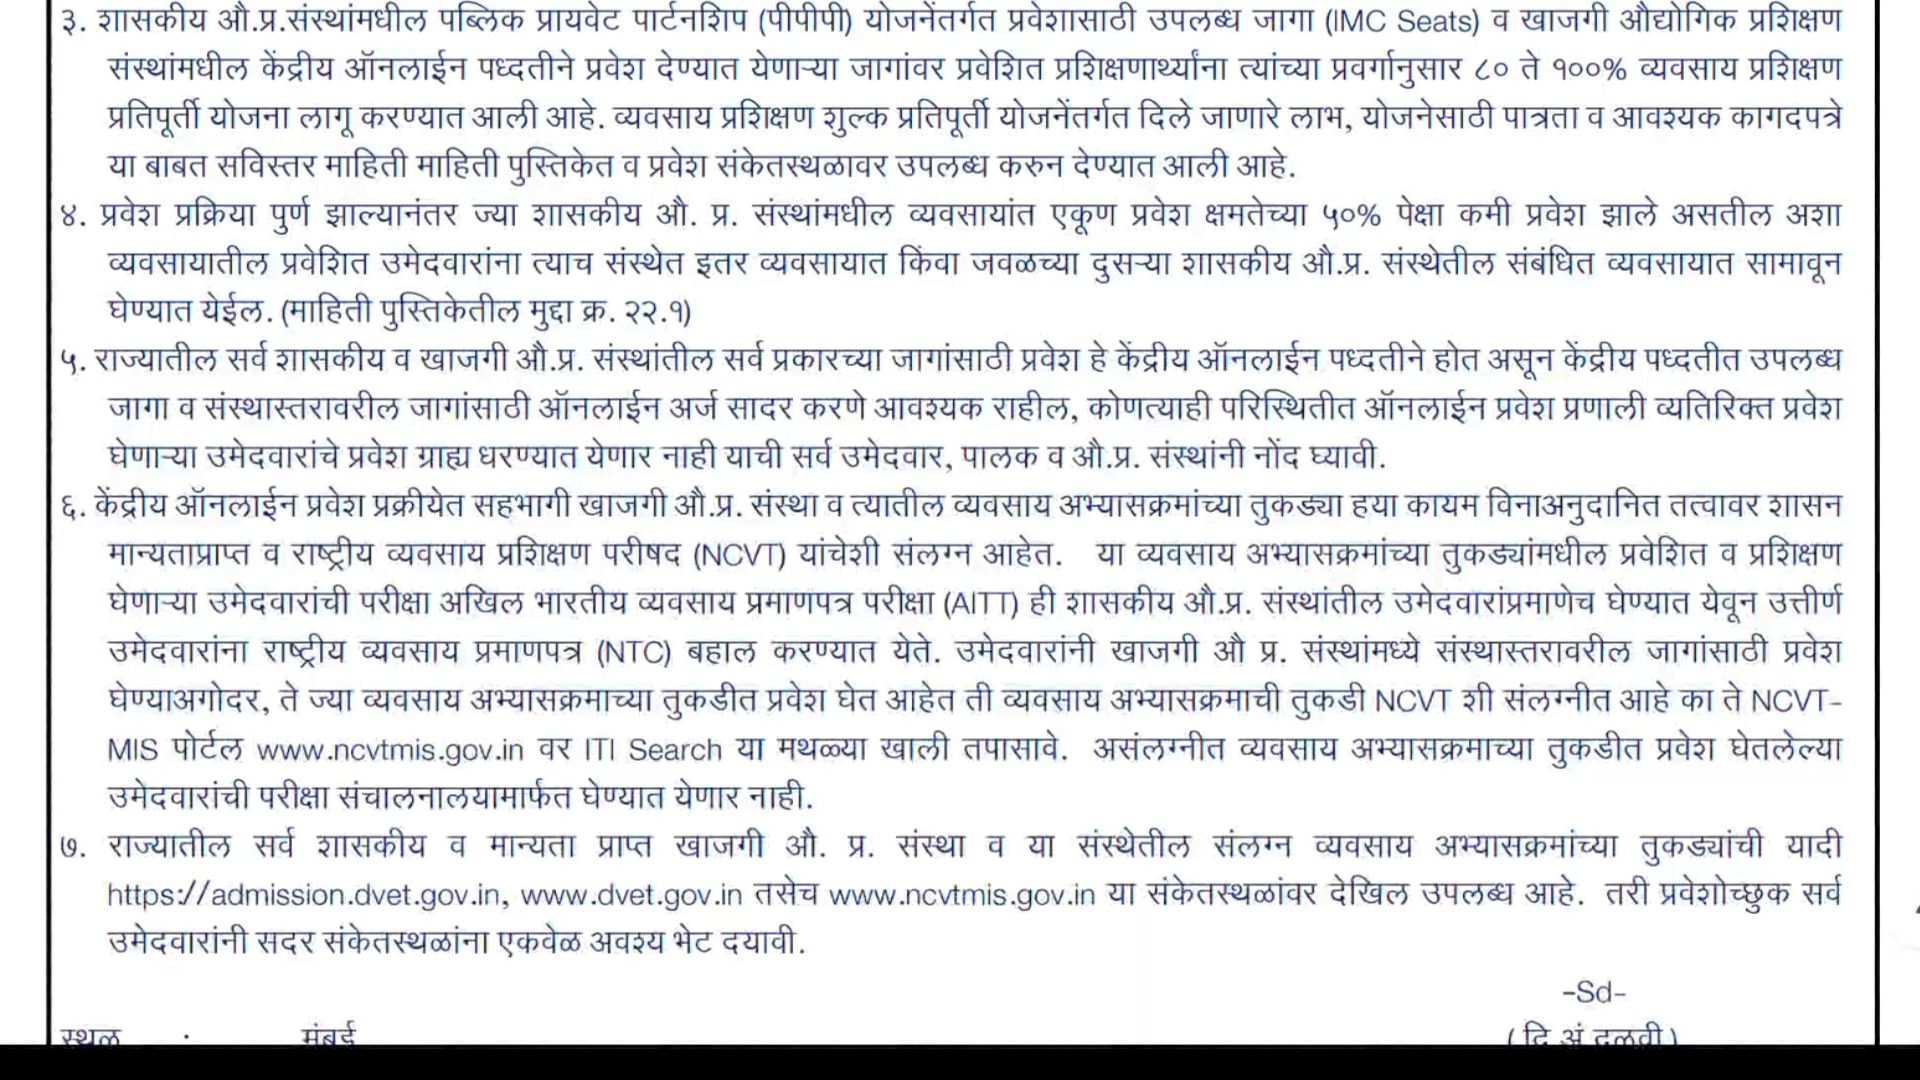 ३. शासकीय औ.प्र.संस्थांमधील पब्लिक प्रायवेट पार्टनशिप (पीपीपी) योजनेंतर्गत प्रवेशासाठी उपलब्ध जागा (IMC Seats) व खाजगी औद्योगिक प्रशिक्षण
संस्थांमधील केंद्रीय ऑनलाईन पध्दतीने प्रवेश देण्यात येणाऱ्या जागांवर प्रवेशित प्रशिक्षणार्थ्यांना त्यांच्या प्रवर्गानुसार ८० ते १००% व्यवसाय प्रशिक्षण
प्रतिपूर्ती योजना लागू करण्यात आली आहे. व्यवसाय प्रशिक्षण शुल्क प्रतिपूर्ती योजनेंतर्गत दिले जाणारे लाभ, योजनेसाठी पात्रता व आवश्यक कागदपत्रे
या बाबत सविस्तर माहिती माहिती पुस्तिकेत व प्रवेश संकेतस्थळावर उपलब्ध करुन देण्यात आली आहे.
४. प्रवेश प्रक्रिया पुर्ण झाल्यानंतर ज्या शासकीय औ. प्र. संस्थांमधील व्यवसायांत एकूण प्रवेश क्षमतेच्या ५०% पेक्षा कमी प्रवेश झाले असतील अशा
व्यवसायातील प्रवेशित उमेदवारांना त्याच संस्थेत इतर व्यवसायात किंवा जवळच्या दुसऱ्या शासकीय औ.प्र. संस्थेतील संबंधित व्यवसायात सामावून
घेण्यात येईल. (माहिती पुस्तिकेतील मुद्दा क्र. २२.१)
५. राज्यातील सर्व शासकीय व खाजगी औ.प्र. संस्थांतील सर्व प्रकारच्या जागांसाठी प्रवेश हे केंद्रीय ऑनलाईन पध्दतीने होत असून केंद्रीय पध्दतीत उपलब्ध
जागा व संस्थास्तरावरील जागांसाठी ऑनलाईन अर्ज सादर करणे आवश्यक राहील, कोणत्याही परिस्थितीत ऑनलाईन प्रवेश प्रणाली व्यतिरिक्त प्रवेश
घेणाऱ्या उमेदवारांचे प्रवेश ग्राह्य धरण्यात येणार नाही याची सर्व उमेदवार, पालक व औ.प्र. संस्थांनी नोंद घ्यावी.
६. केंद्रीय ऑनलाईन प्रवेश प्रक्रीयेत सहभागी खाजगी औ.प्र. संस्था व त्यातील व्यवसाय अभ्यासक्रमांच्या तुकड्या हया कायम विनाअनुदानित तत्वावर शासन
मान्यताप्राप्त व राष्ट्रीय व्यवसाय प्रशिक्षण परीषद (NCVT) यांचेशी संलग्न आहेत. या व्यवसाय अभ्यासक्रमांच्या तुकड्यांमधील प्रवेशित व प्रशिक्षण
घेणाऱ्या उमेदवारांची परीक्षा अखिल भारतीय व्यवसाय प्रमाणपत्र परीक्षा (AITT) ही शासकीय औ.प्र. संस्थांतील उमेदवारांप्रमाणेच घेण्यात येवून उत्तीर्ण
उमेदवारांना राष्ट्रीय व्यवसाय प्रमाणपत्र (NTC) बहाल करण्यात येते. उमेदवारांनी खाजगी औ प्र. संस्थांमध्ये संस्थास्तरावरील जागांसाठी प्रवेश
घेण्याअगोदर, ते ज्या व्यवसाय अभ्यासक्रमाच्या तुकडीत प्रवेश घेत आहेत ती व्यवसाय अभ्यासक्रमाची तुकडी NCVT शी संलग्नीत आहे का ते NCVT-
MIS पोर्टल www.ncvtmis.gov.in वर ITI Search या मथळ्या खाली तपासावे. असंलग्नीत व्यवसाय अभ्यासक्रमाच्या तुकडीत प्रवेश घेतलेल्या
उमेदवारांची परीक्षा संचालनालयामार्फत घेण्यात येणार नाही.
७. राज्यातील सर्व शासकीय व मान्यता प्राप्त खाजगी औ. प्र. संस्था व या संस्थेतील संलग्न व्यवसाय अभ्यासक्रमांच्या तुकड्यांची यादी
https://admission.dvet.gov.in, www.dvet.gov.in तसेच www.ncvtmis.gov.in या संकेतस्थळांवर देखिल उपलब्ध आहे. तरी प्रवेशोच्छुक सर्व
उमेदवारांनी सदर संकेतस्थळांना एकवेळ अवश्य भेट दयावी.
-Sd-
स्थळ : मुंबई (दि.अं.दळवी)